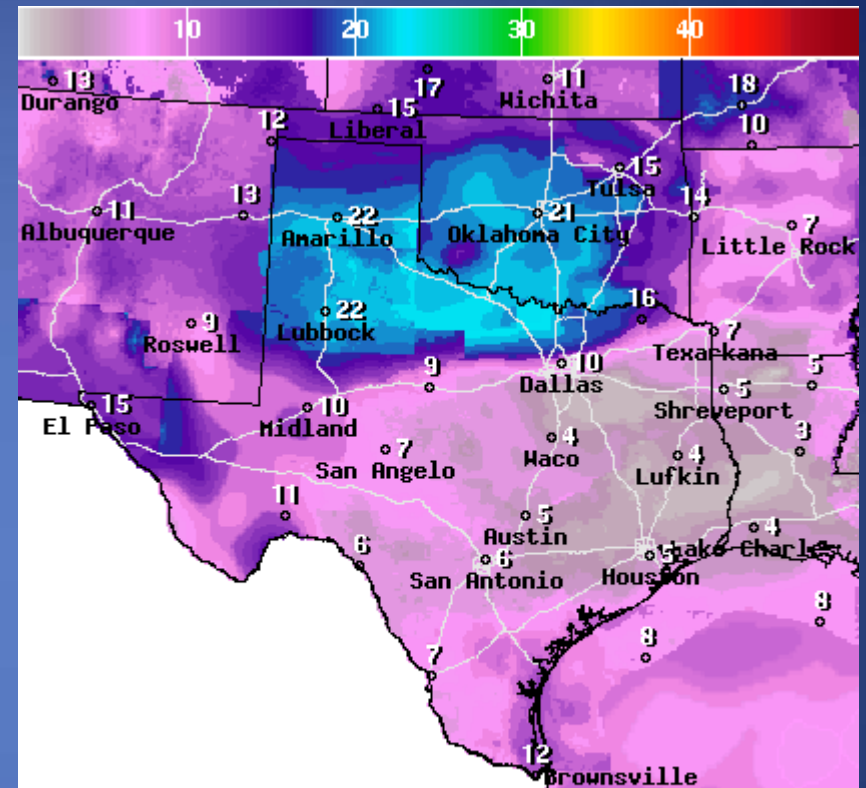 10 20 30 40
13
Durango
17
11
Wichita
18
15
Liberal
12
10
15
Tulsa
11
Albuquerque
13
22
Amarillo
21
Oklahoma City
14
7
Little Rock
9
Roswell
22
Lubbock
16
7
Texarkana
10
Dallas
9
5
Shreveport
5
15
El Paso
10
Midland
7
San Angelo
4
Waco
4
Lufkin
3
11
5
Austin
4
Lake Charl
6
6
San Antonio
5
Houston
8
8
7
12
Brownsville